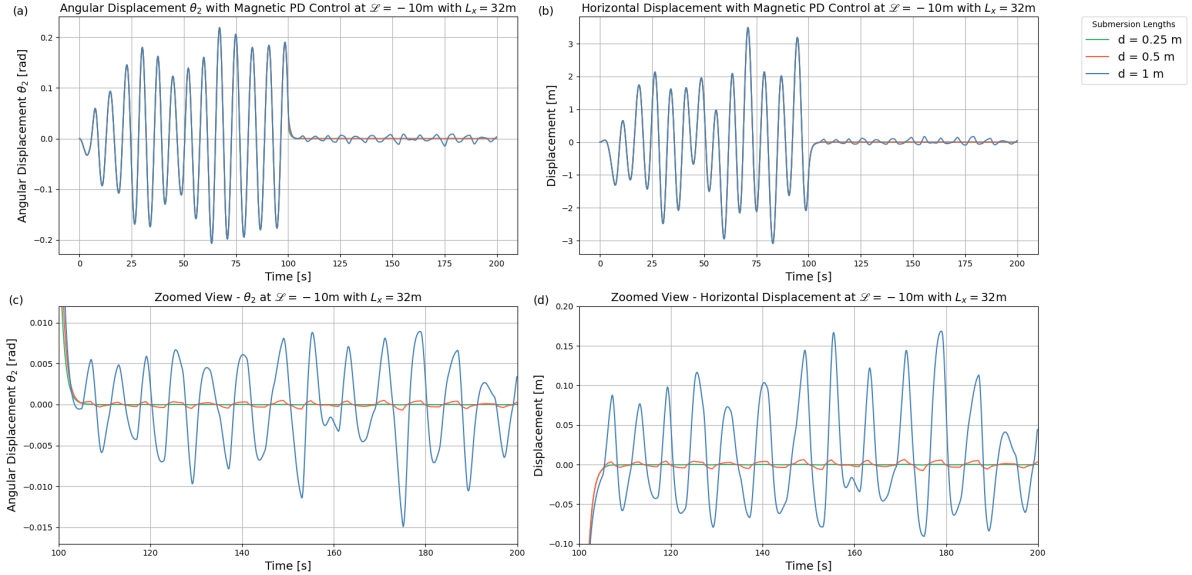 (a)
Angular Displacement θ₂ with Magnetic PD Control at ℒ = −10m with Lₓ = 32m
Angular Displacement θ₂ [rad]
0.2
0.1
0.0
−0.1
−0.2
0 25 50 75 100 125 150 175 200
Time [s]
(b)
Horizontal Displacement with Magnetic PD Control at ℒ = −10m with Lₓ = 32m
Displacement [m]
3
2
1
0
−1
−2
−3
0 25 50 75 100 125 150 175 200
Time [s]
Submersion Lengths
d = 0.25 m
d = 0.5 m
d = 1 m
(c)
Zoomed View - θ₂ at ℒ = −10m with Lₓ = 32m
Angular Displacement θ₂ [rad]
0.010
0.005
0.000
−0.005
−0.010
−0.015
100 120 140 160 180 200
Time [s]
(d)
Zoomed View - Horizontal Displacement at ℒ = −10m with Lₓ = 32m
Displacement [m]
0.20
0.15
0.10
0.05
0.00
−0.05
−0.10
100 120 140 160 180 200
Time [s]